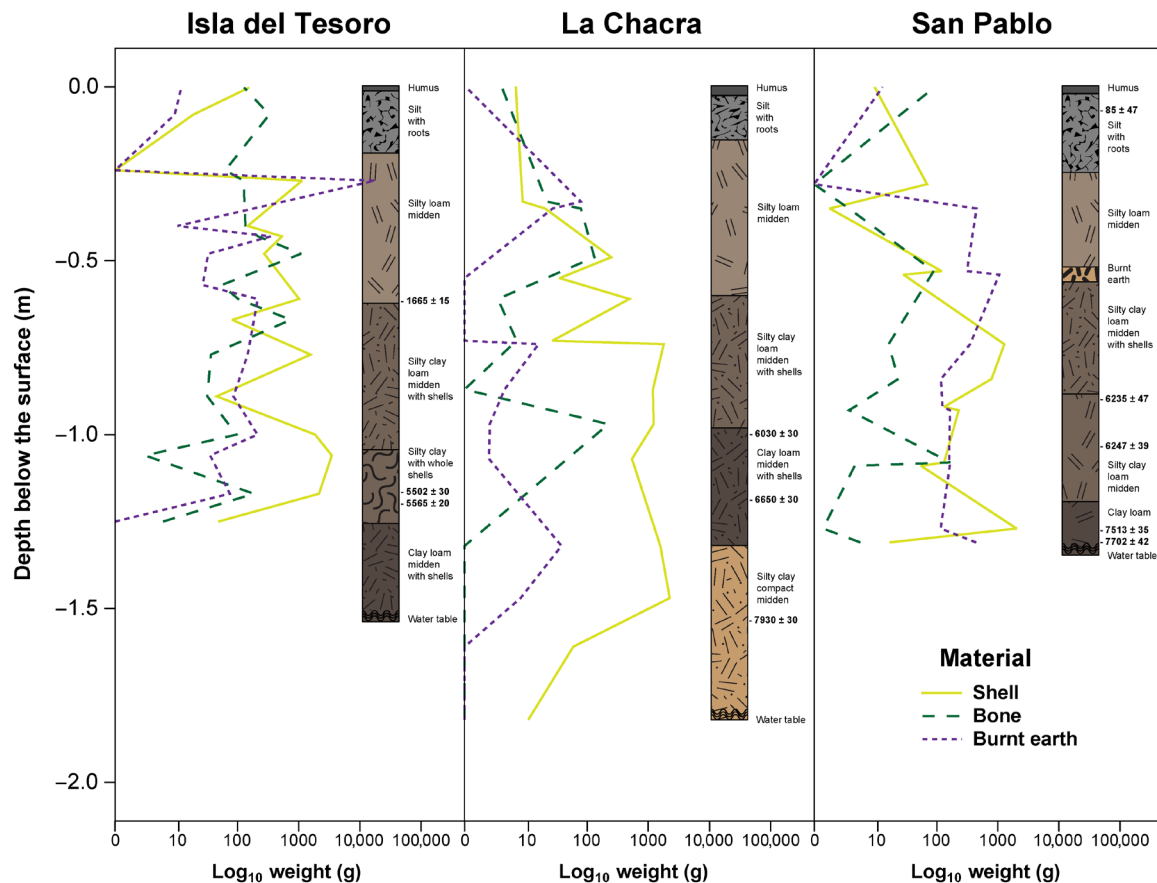 Isla del Tesoro
La Chacra
San Pablo
Depth below the surface (m)
0.0
−0.5
−1.0
−1.5
−2.0
Humus
Silt
with
roots
Silty loam
midden
1665 ± 15
Silty clay
loam
midden
with shells
Silty clay
with whole
shells
5502 ± 30
5565 ± 20
Clay loam
midden
with shells
Water table
0
10
100
1000
10,000
100,000
Log₁₀ weight (g)
Humus
Silt
with
roots
Silty loam
midden
Silty clay
loam
midden
with shells
6030 ± 30
Clay loam
midden
with shells
6650 ± 30
Silty clay
compact
midden
7930 ± 30
Water table
0
10
100
1000
10,000
100,000
Log₁₀ weight (g)
Humus
85 ± 47
Silt
with
roots
Silty loam
midden
Burnt
earth
Silty clay
loam
midden
with shells
6235 ± 47
6247 ± 39
Silty clay
loam
midden
Clay loam
7513 ± 35
7702 ± 42
Water table
Material
Shell
Bone
Burnt earth
0
10
100
1000
10,000
100,000
Log₁₀ weight (g)